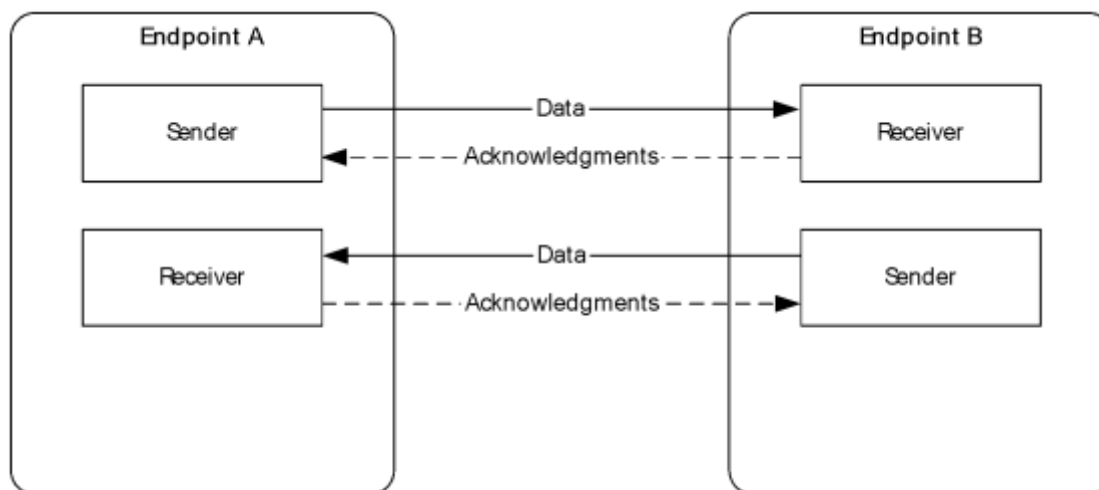 Endpoint A
Endpoint B
Sender
Data
Receiver
Acknowledgments
Receiver
Data
Sender
Acknowledgments